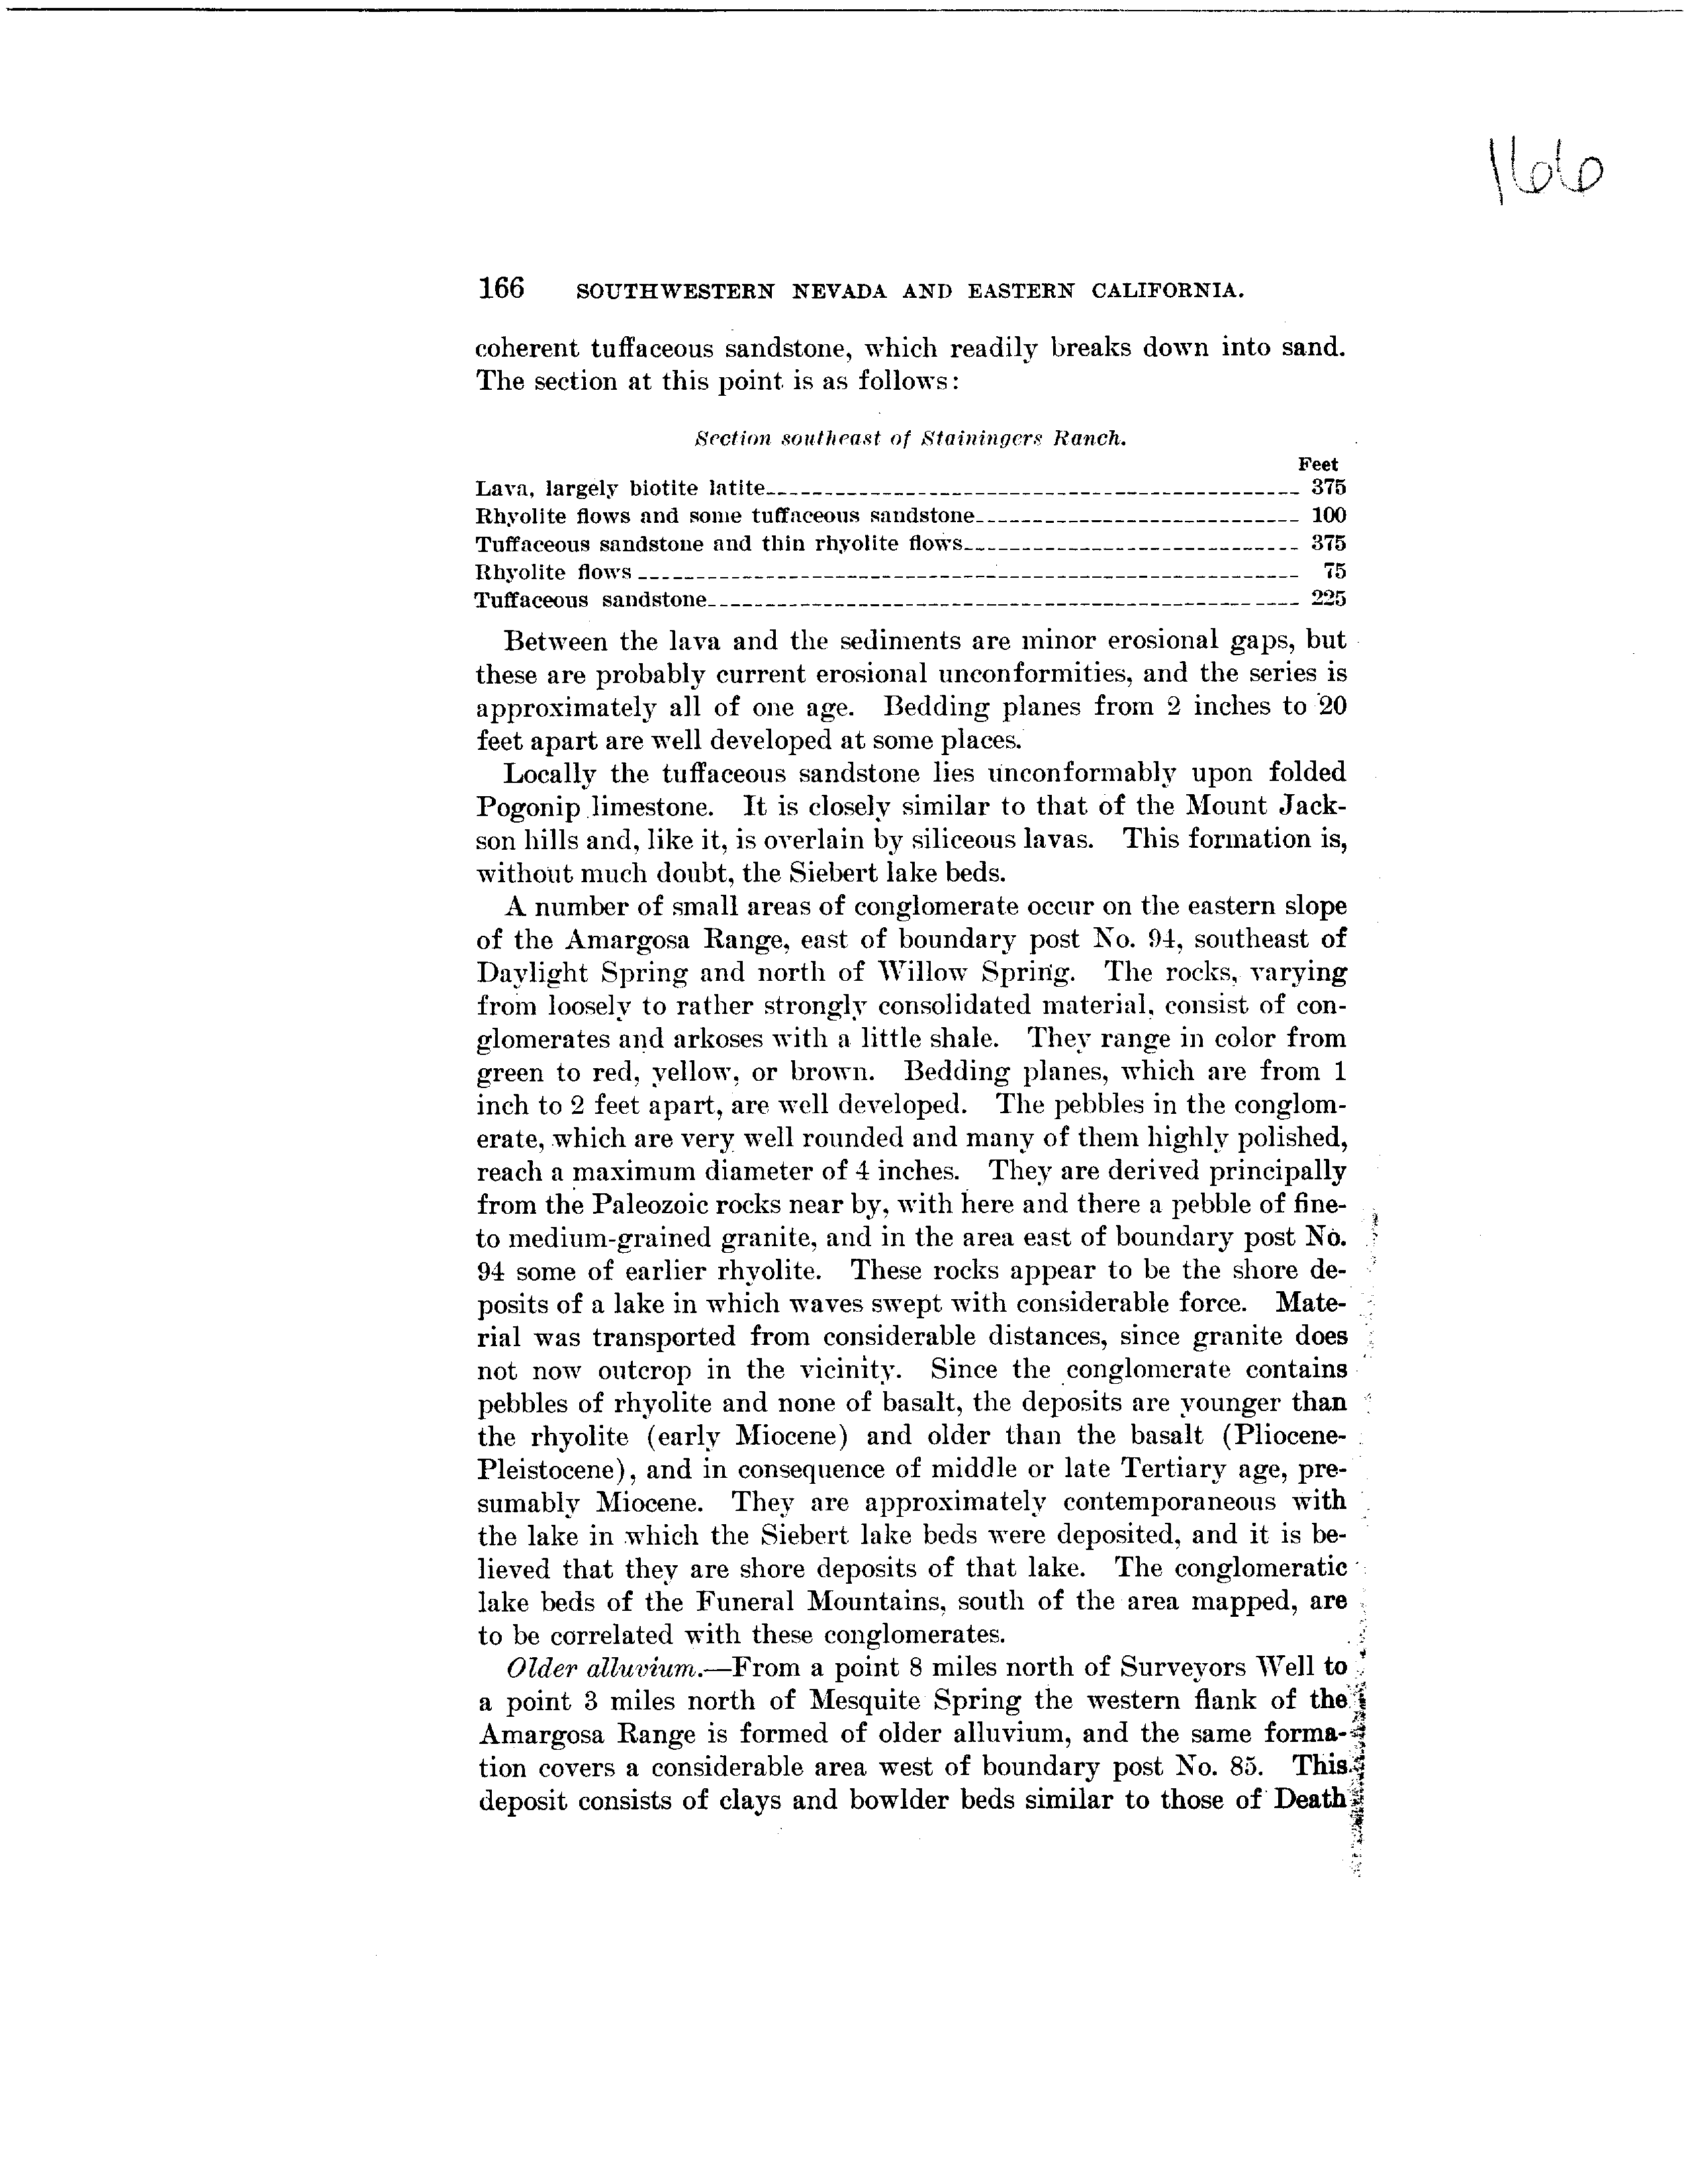 166
166 SOUTHWESTERN NEVADA AND EASTERN CALIFORNIA.
coherent tuffaceous sandstone, which readily breaks down into sand.
The section at this point is as follows:
Section southeast of Stainingers Ranch.
Feet
Lava, largely biotite latite 375
Rhyolite flows and some tuffaceous sandstone 100
Tuffaceous sandstone and thin rhyolite flows 375
Rhyolite flows 75
Tuffaceous sandstone 225
Between the lava and the sediments are minor erosional gaps, but
these are probably current erosional unconformities, and the series is
approximately all of one age. Bedding planes from 2 inches to 20
feet apart are well developed at some places.
Locally the tuffaceous sandstone lies unconformably upon folded
Pogonip limestone. It is closely similar to that of the Mount Jack-
son hills and, like it, is overlain by siliceous lavas. This formation is,
without much doubt, the Siebert lake beds.
A number of small areas of conglomerate occur on the eastern slope
of the Amargosa Range, east of boundary post No. 94, southeast of
Daylight Spring and north of Willow Spring. The rocks, varying
from loosely to rather strongly consolidated material, consist of con-
glomerates and arkoses with a little shale. They range in color from
green to red, yellow, or brown. Bedding planes, which are from 1
inch to 2 feet apart, are well developed. The pebbles in the conglom-
erate, which are very well rounded and many of them highly polished,
reach a maximum diameter of 4 inches. They are derived principally
from the Paleozoic rocks near by, with here and there a pebble of fine-
to medium-grained granite, and in the area east of boundary post No.
94 some of earlier rhyolite. These rocks appear to be the shore de-
posits of a lake in which waves swept with considerable force. Mate-
rial was transported from considerable distances, since granite does
not now outcrop in the vicinity. Since the conglomerate contains
pebbles of rhyolite and none of basalt, the deposits are younger than
the rhyolite (early Miocene) and older than the basalt (Pliocene-
Pleistocene), and in consequence of middle or late Tertiary age, pre-
sumably Miocene. They are approximately contemporaneous with
the lake in which the Siebert lake beds were deposited, and it is be-
lieved that they are shore deposits of that lake. The conglomeratic
lake beds of the Funeral Mountains, south of the area mapped, are
to be correlated with these conglomerates.
Older alluvium.—From a point 8 miles north of Surveyors Well to
a point 3 miles north of Mesquite Spring the western flank of the
Amargosa Range is formed of older alluvium, and the same forma-
tion covers a considerable area west of boundary post No. 85. This
deposit consists of clays and bowlder beds similar to those of Death